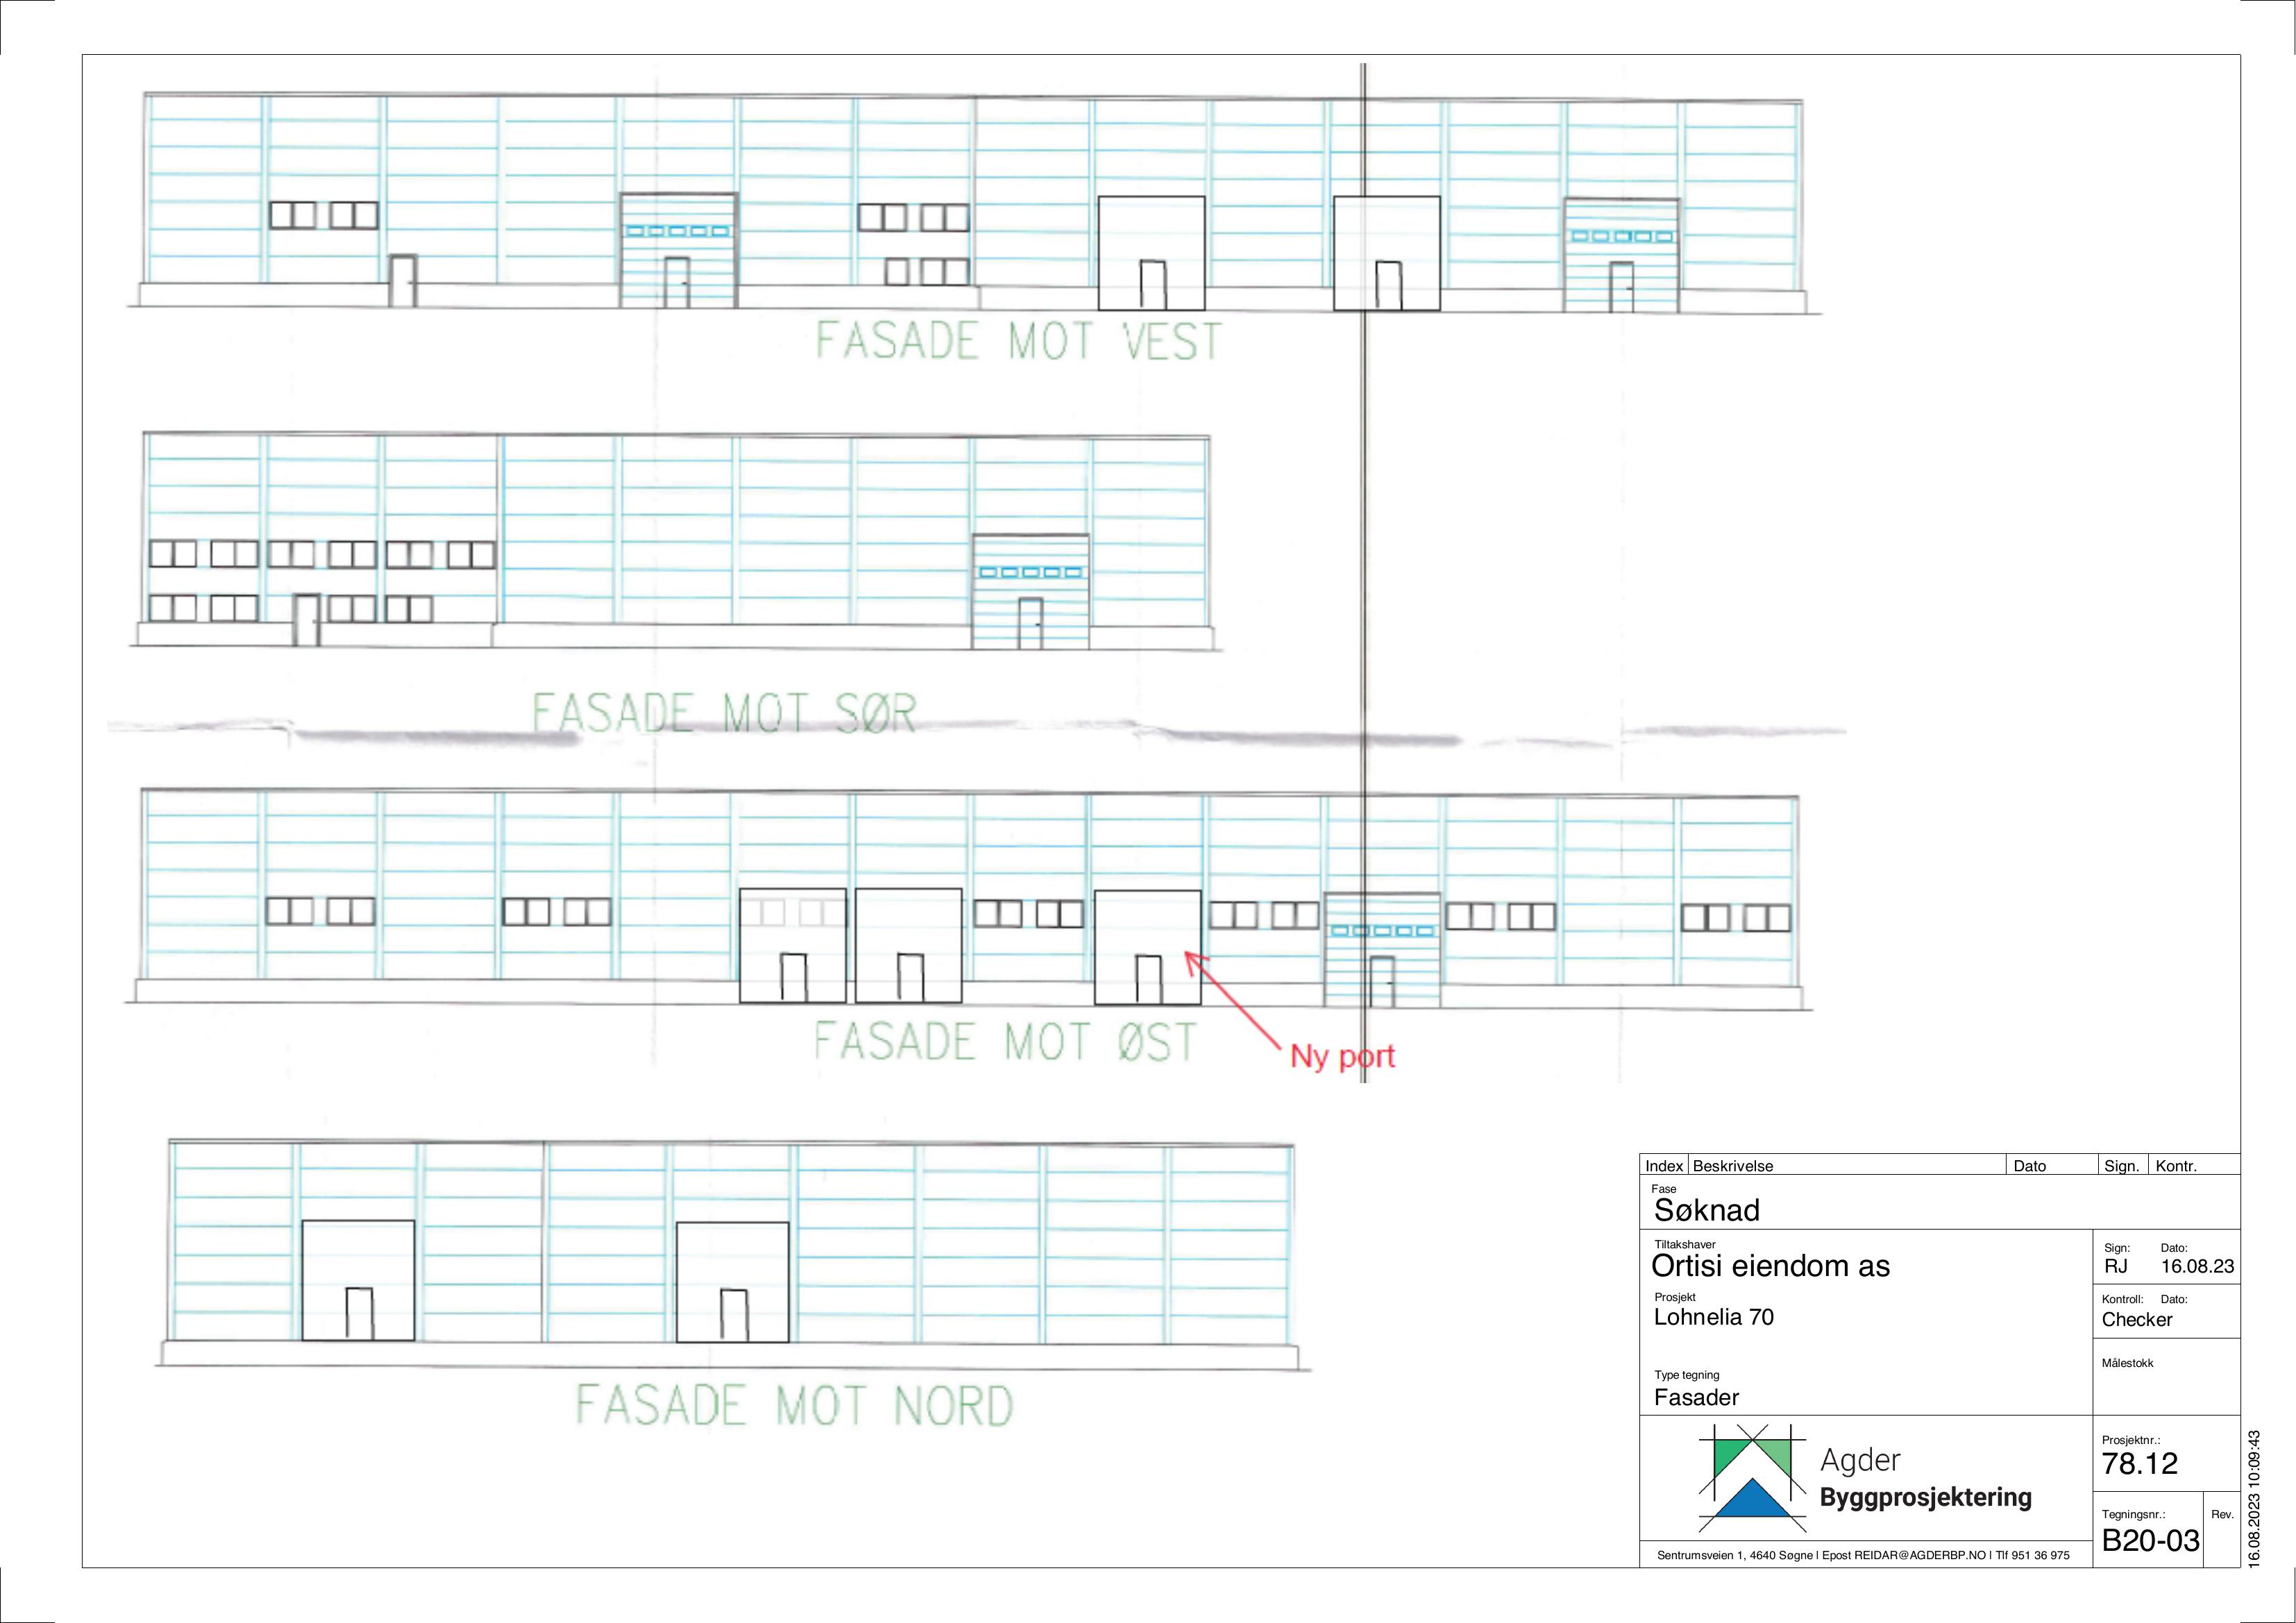 FASADE MOT VEST
FASADE MOT SØR
FASADE MOT ØST
Ny port
FASADE MOT NORD
Index Beskrivelse Dato Sign. Kontr.
Fase
Søknad
Tiltakshaver
Ortisi eiendom as
Sign: Dato:
RJ 16.08.23
Prosjekt
Lohnelia 70
Kontroll: Dato:
Checker
Målestokk
Type tegning
Fasader
Agder
Byggprosjektering
Prosjektnr.:
78.12
Tegningsnr.: Rev.
B20-03
Sentrumsveien 1, 4640 Søgne I Epost REIDAR@AGDERBP.NO I Tlf 951 36 975
16.08.2023 10:09:43